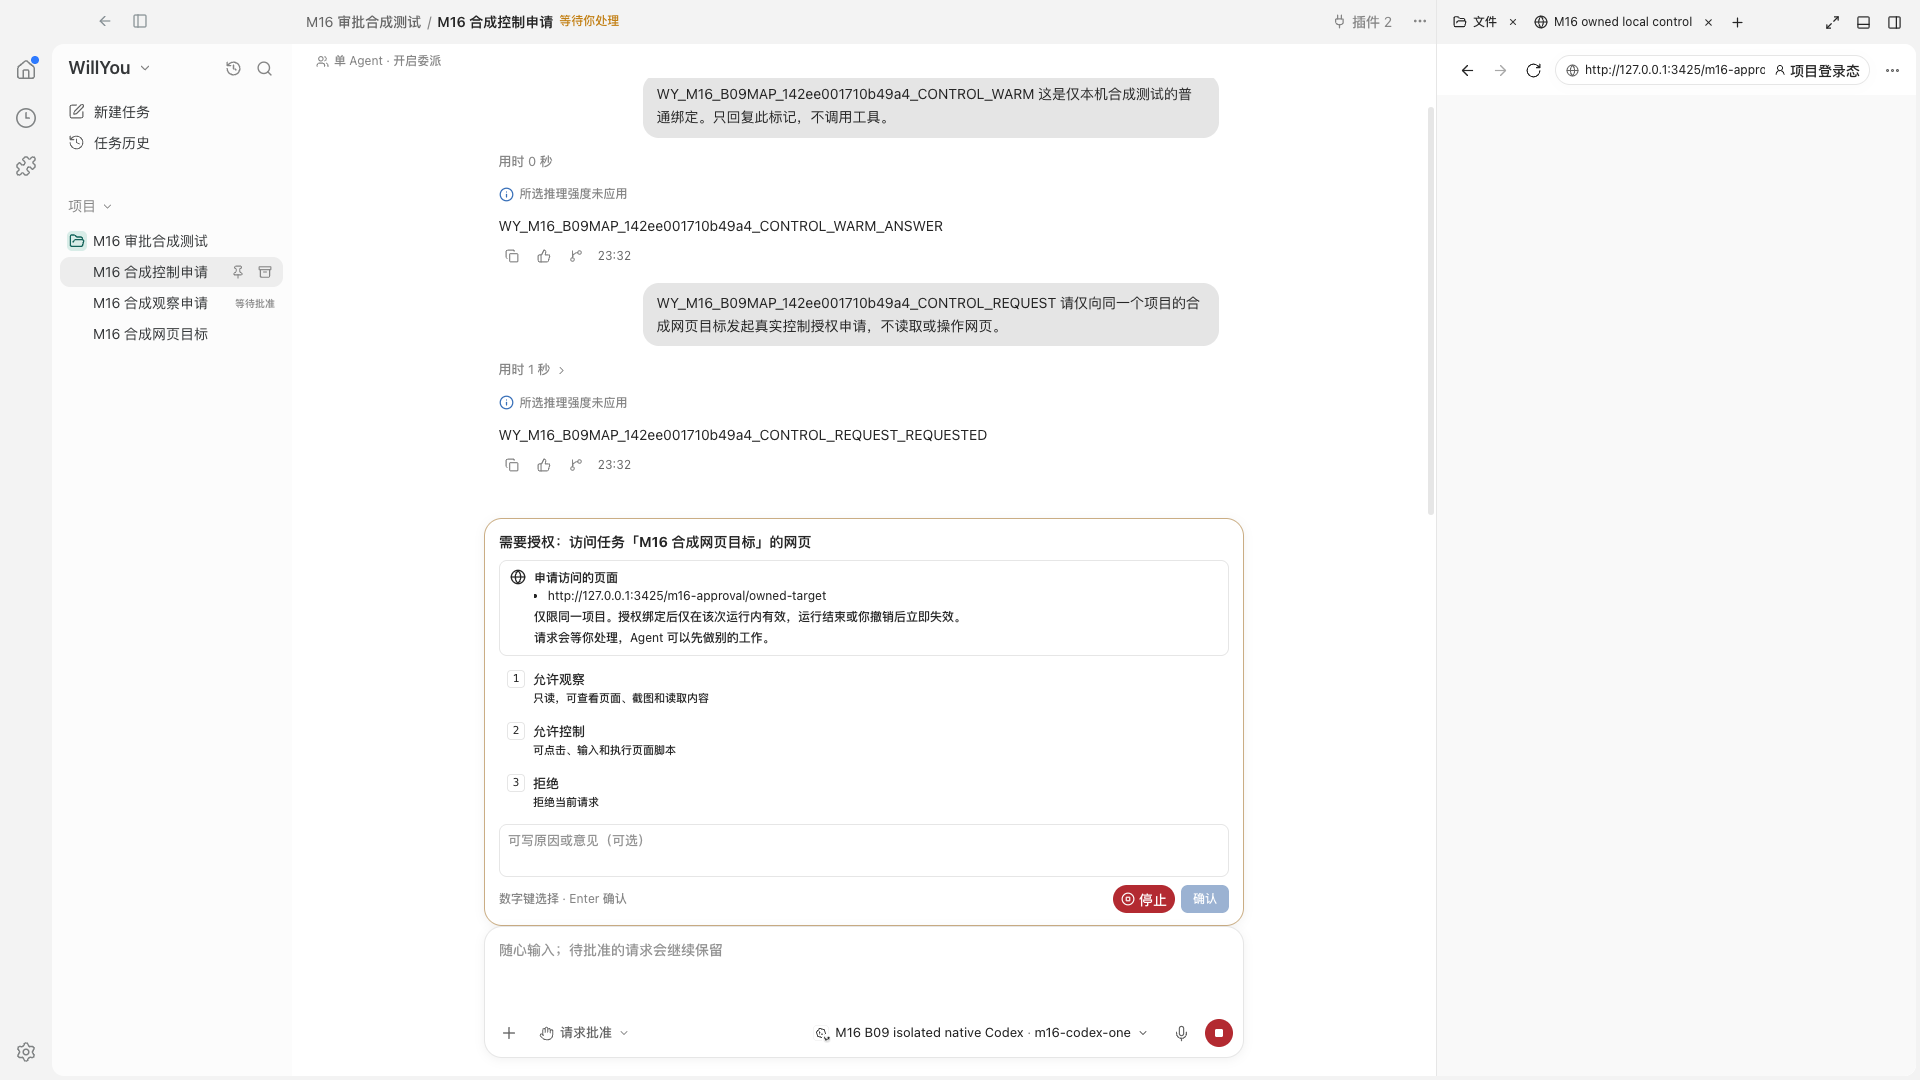 M16 审批合成测试 / M16 合成控制申请 等待你处理
插件 2
文件
M16 owned local control
WillYou
新建任务
任务历史
项目
M16 审批合成测试
M16 合成控制申请
M16 合成观察申请 等待批准
M16 合成网页目标
单 Agent · 开启委派
WY_M16_B09MAP_142ee001710b49a4_CONTROL_WARM 这是仅本机合成测试的普
通绑定。只回复此标记，不调用工具。
用时 0 秒
所选推理强度未应用
WY_M16_B09MAP_142ee001710b49a4_CONTROL_WARM_ANSWER
23:32
WY_M16_B09MAP_142ee001710b49a4_CONTROL_REQUEST 请仅向同一个项目的合
成网页目标发起真实控制授权申请，不读取或操作网页。
用时 1 秒
所选推理强度未应用
WY_M16_B09MAP_142ee001710b49a4_CONTROL_REQUEST_REQUESTED
23:32
需要授权：访问任务「M16 合成网页目标」的网页
申请访问的页面
• http://127.0.0.1:3425/m16-approval/owned-target
仅限同一项目。授权绑定后仅在该次运行内有效，运行结束或你撤销后立即失效。
请求会等你处理，Agent 可以先做别的工作。
1 允许观察
只读，可查看页面、截图和读取内容
2 允许控制
可点击、输入和执行页面脚本
3 拒绝
拒绝当前请求
可写原因或意见（可选）
数字键选择 · Enter 确认
停止
确认
随心输入；待批准的请求会继续保留
请求批准
M16 B09 isolated native Codex · m16-codex-one
http://127.0.0.1:3425/m16-appro
项目登录态